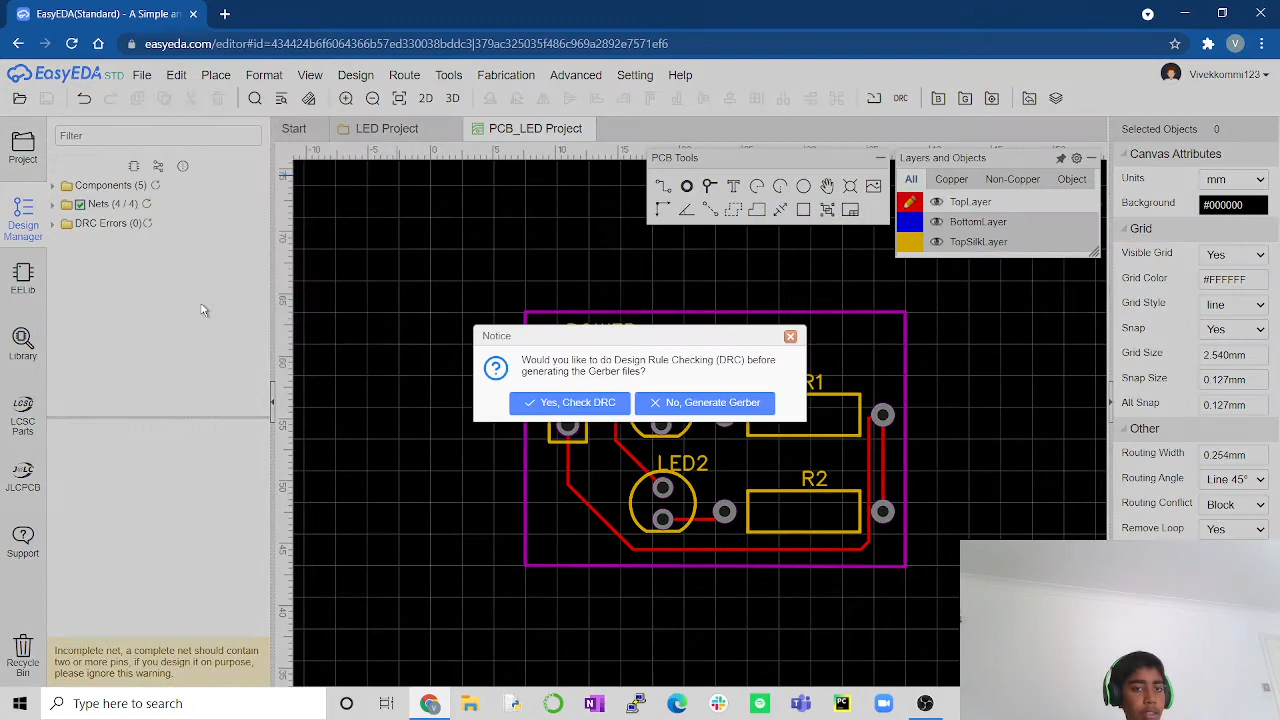 EasyEDA(Standard) - A Simple an
easyeda.com/editor#id=434424b6f6064366b57ed330038bddc3|379ac325035f486c969a2892e7571ef6
V
EasyEDA STD File Edit Place Format View Design Route Tools Fabrication Advanced Setting Help Vivekkommi123
2D 3D DRC B G
Project
Design Manager
EELib
Library
LCSC Parts
JLCPCB
Support
Recycle Bin
Filter
Components (5)
Nets (4 / 4)
DRC Errors (0)
Incomplete net, a complete net should contan two or more pins, if you design it on purpose, please ignore this warning.
Start LED Project PCB_LED Project
PCB Tools
Layers and Objects
All Copper Non-Copper Object
TopLayer
BottomLayer
TopSilkLayer
Notice
Would you like to do Design Rule Checking (DRC) before
generating the Gerber files?
Yes, Check DRC No, Generate Gerber
R1
LED2
R2
Selected Objects 0
Canvas Attributes
Units mm
Background #000000
Grid
Visible Grid Yes
Grid Color #FFFFFF
Grid Style line
Snap Yes
Grid Size 2.540mm
Snap Size 0.127mm
Alt Snap 0.127mm
Other
Routing Width 0.254mm
Routing Angle Line 4
Routing Conflict Block
Remove Loop Yes
Type here to search